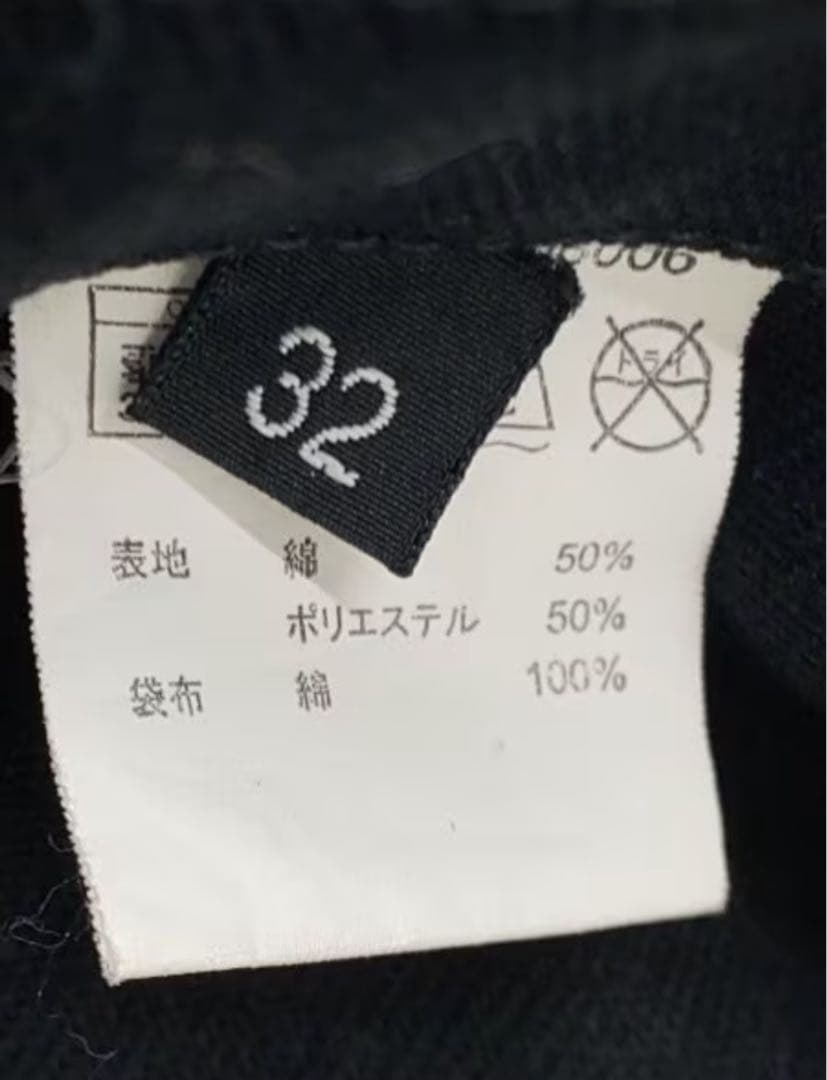 32
ドライ
表地 綿 50%
ポリエステル 50%
袋布 綿 100%